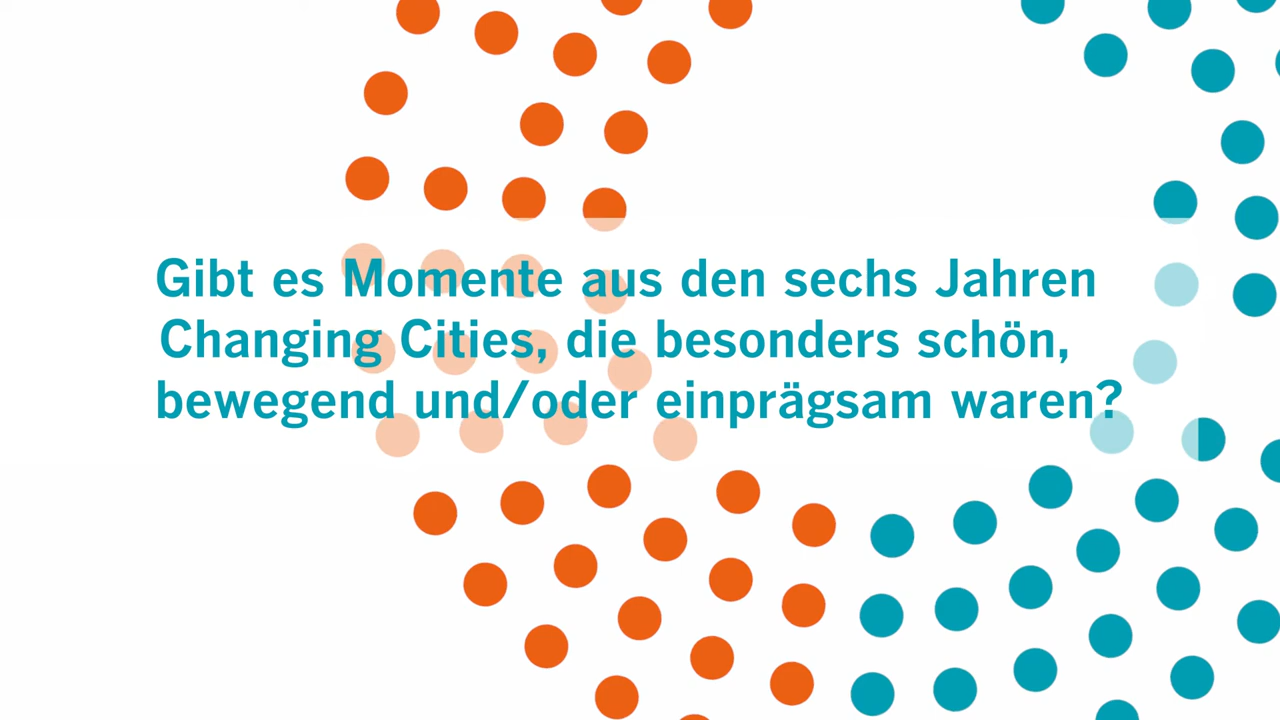 Gibt es Momente aus den sechs Jahren
Changing Cities, die besonders schön,
bewegend und/oder einprägsam waren?